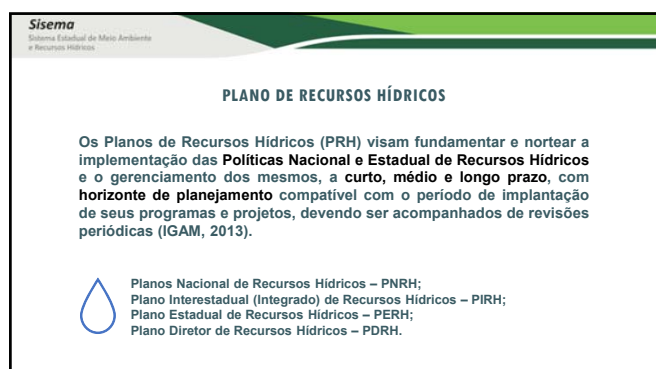 Sisema
Sistema Estadual de Meio Ambiente
e Recursos Hídricos
PLANO DE RECURSOS HÍDRICOS
Os Planos de Recursos Hídricos (PRH) visam fundamentar e nortear a
implementação das Políticas Nacional e Estadual de Recursos Hídricos
e o gerenciamento dos mesmos, a curto, médio e longo prazo, com
horizonte de planejamento compatível com o período de implantação
de seus programas e projetos, devendo ser acompanhados de revisões
periódicas (IGAM, 2013).
Planos Nacional de Recursos Hídricos – PNRH;
Plano Interestadual (Integrado) de Recursos Hídricos – PIRH;
Plano Estadual de Recursos Hídricos – PERH;
Plano Diretor de Recursos Hídricos – PDRH.